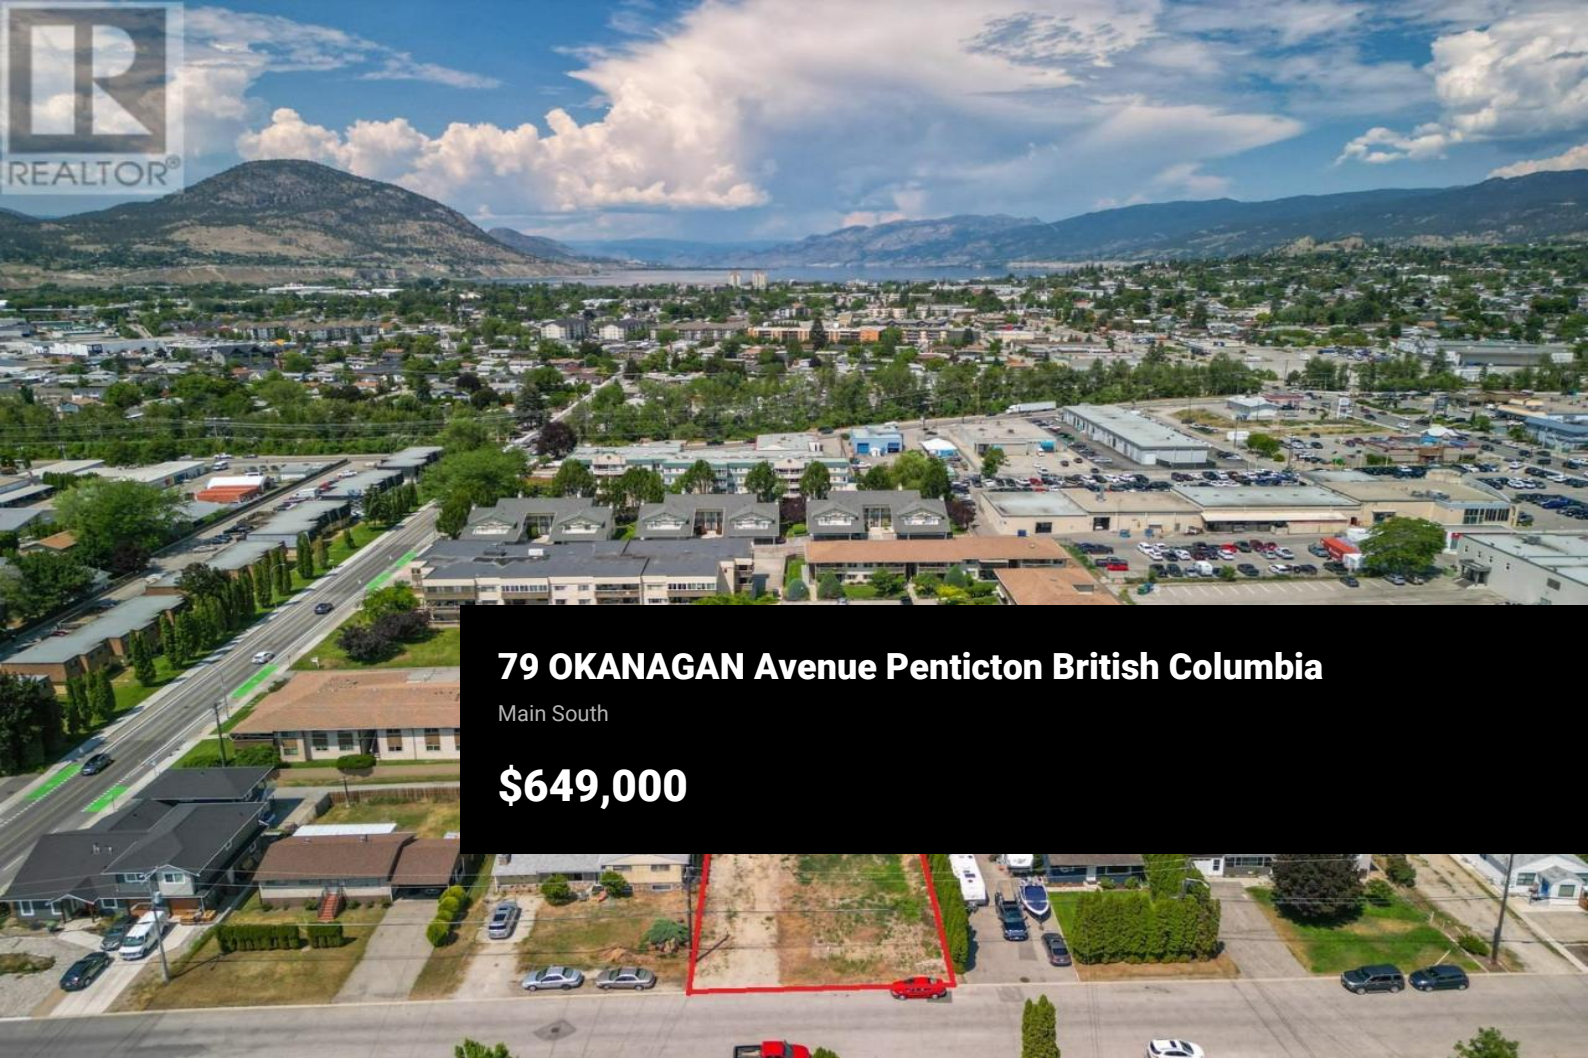 REALTOR®
79 OKANAGAN Avenue Penticton British Columbia
Main South
$649,000